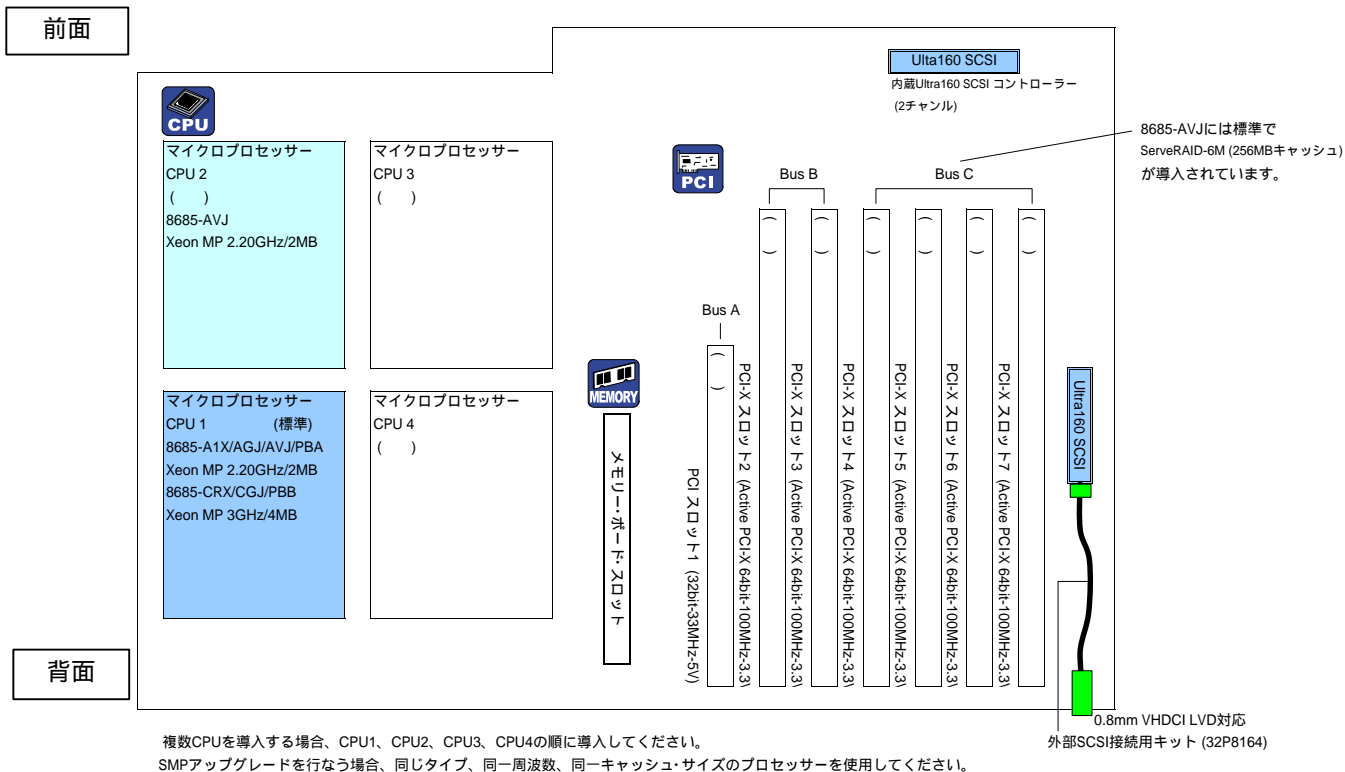 前面
Ulta160 SCSI
内蔵Ultra160 SCSI コントローラー
(2チャンル)
CPU
8685-AVJには標準で
ServeRAID-6M (256MBキャッシュ)
が導入されています。
マイクロプロセッサー
CPU 2
(　　)
8685-AVJ
Xeon MP 2.20GHz/2MB
マイクロプロセッサー
CPU 3
(　　)
PCI
Bus B
Bus C
Bus A
マイクロプロセッサー
CPU 1 (標準)
8685-A1X/AGJ/AVJ/PBA
Xeon MP 2.20GHz/2MB
8685-CRX/CGJ/PBB
Xeon MP 3GHz/4MB
マイクロプロセッサー
CPU 4
(　　)
MEMORY
メモリー・ボード・スロット
(　　)
PCI スロット1 (32bit-33MHz-5V)
(　　)
PCI-X スロット2 (Active PCI-X 64bit-100MHz-3.3\
(　　)
PCI-X スロット3 (Active PCI-X 64bit-100MHz-3.3\
(　　)
PCI-X スロット4 (Active PCI-X 64bit-100MHz-3.3\
(　　)
PCI-X スロット5 (Active PCI-X 64bit-100MHz-3.3\
(　　)
PCI-X スロット6 (Active PCI-X 64bit-100MHz-3.3\
(　　)
PCI-X スロット7 (Active PCI-X 64bit-100MHz-3.3\
Ultra160 SCSI
背面
0.8mm VHDCI LVD対応
外部SCSI接続用キット (32P8164)
複数CPUを導入する場合、CPU1、CPU2、CPU3、CPU4の順に導入してください。
SMPアップグレードを行なう場合、同じタイプ、同一周波数、同一キャッシュ・サイズのプロセッサーを使用してください。